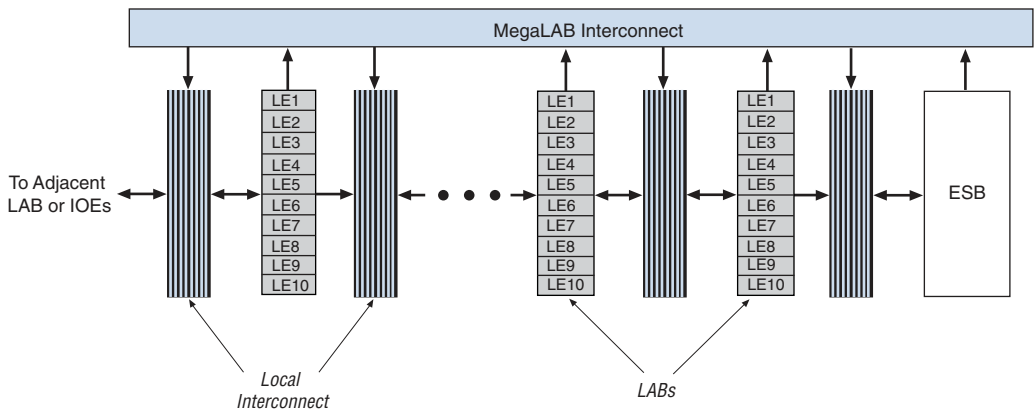 MegaLAB Interconnect
LE1
LE2
LE3
LE4
LE5
LE6
LE7
LE8
LE9
LE10
LE1
LE2
LE3
LE4
LE5
LE6
LE7
LE8
LE9
LE10
LE1
LE2
LE3
LE4
LE5
LE6
LE7
LE8
LE9
LE10
To Adjacent
LAB or IOEs
ESB
Local
Interconnect
LABs